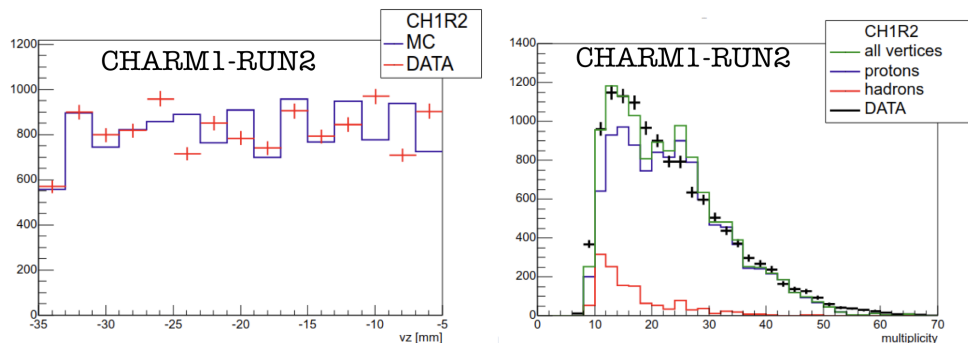 CH1R2
MC
DATA
CHARM1-RUN2
1200
1000
800
600
400
200
0
-35 -30 -25 -20 -15 -10 -5
vz [mm]
CH1R2
all vertices
protons
hadrons
DATA
CHARM1-RUN2
1400
1200
1000
800
600
400
200
0
0 10 20 30 40 50 60 70
multiplicity